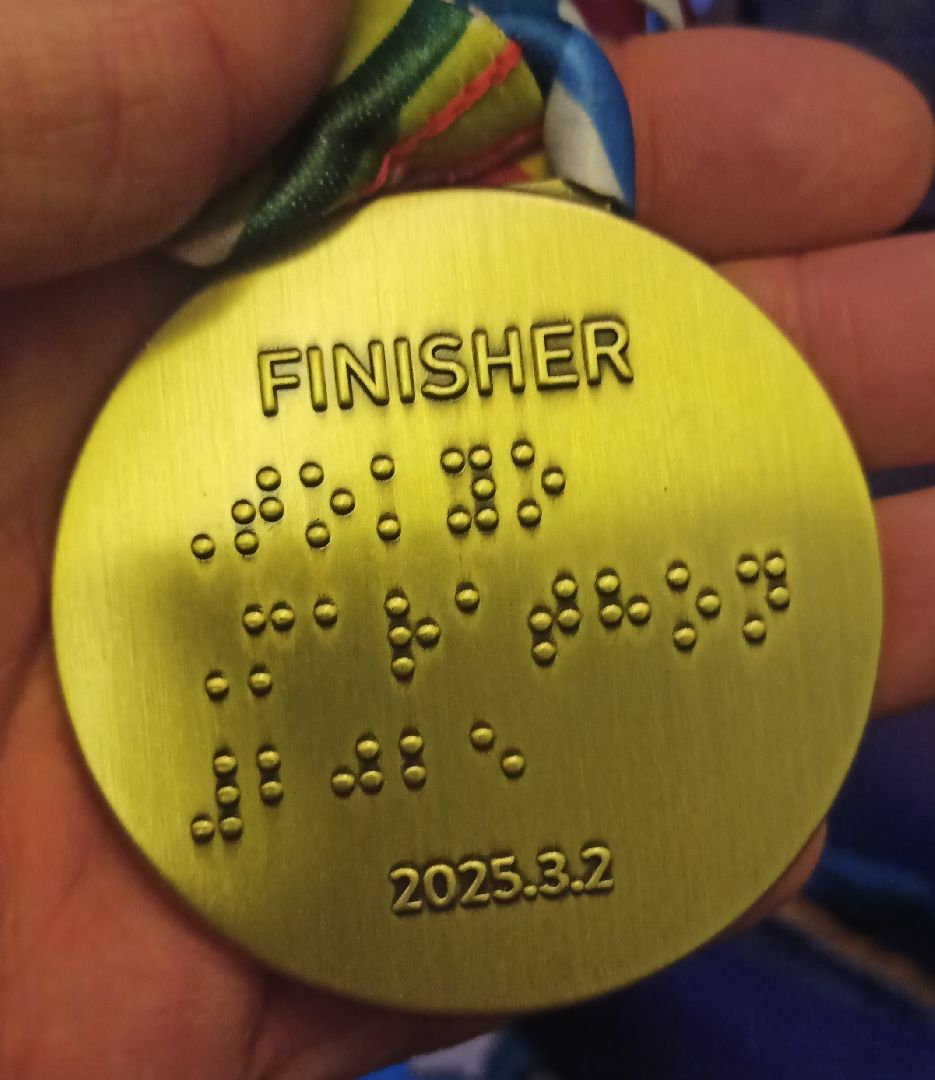 FINISHER
⠠⠞⠕⠅⠽⠕
⠠⠍⠁⠗⠁⠞⠓⠕⠝
⠼⠃⠚⠃⠑
2025.3.2